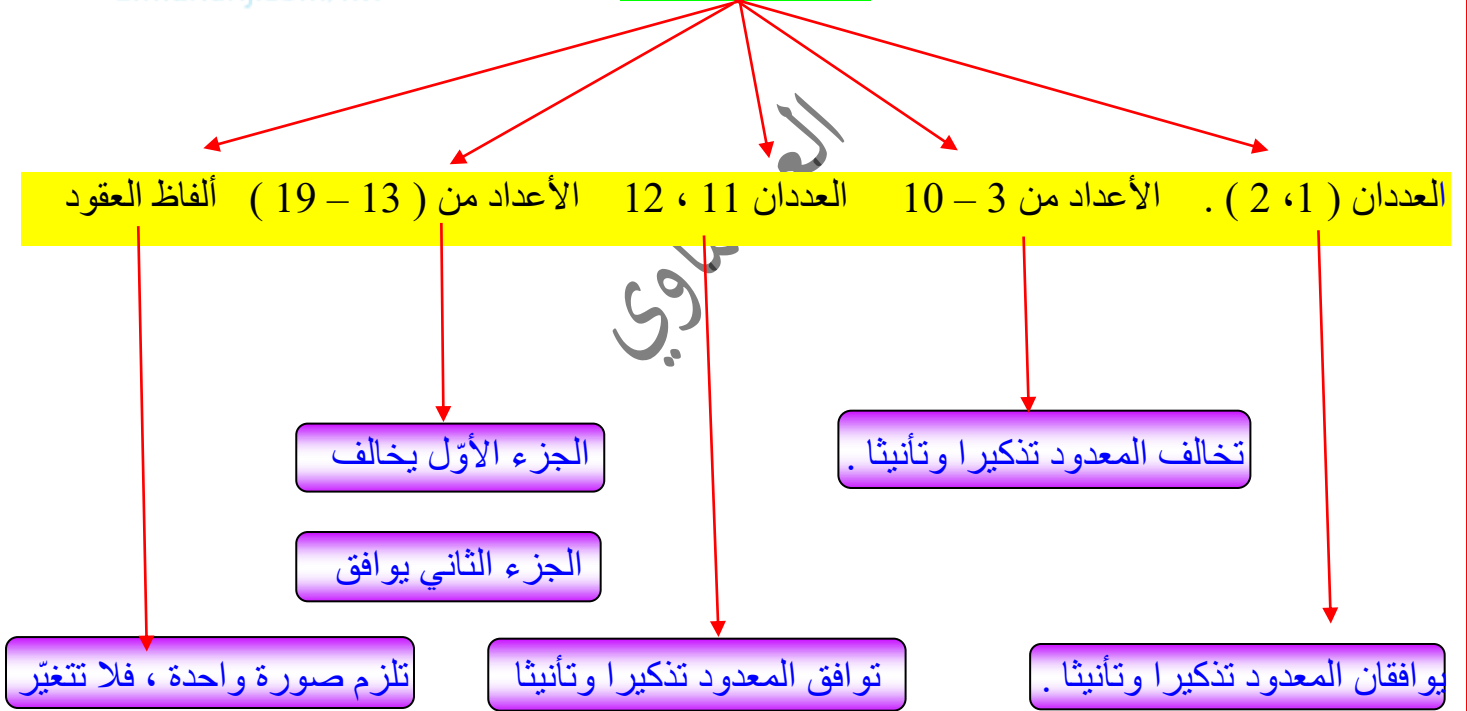 العددان ( 1، 2 ) . الأعداد من 3 – 10 العددان 11 ، 12 الأعداد من ( 13 – 19 ) ألفاظ العقود
الجزء الأوّل يخالف
تخالف المعدود تذكيرا وتأنيثا .
الجزء الثاني يوافق
يوافقان المعدود تذكيرا وتأنيثا .
توافق المعدود تذكيرا وتأنيثا
تلزم صورة واحدة ، فلا تتغيّر